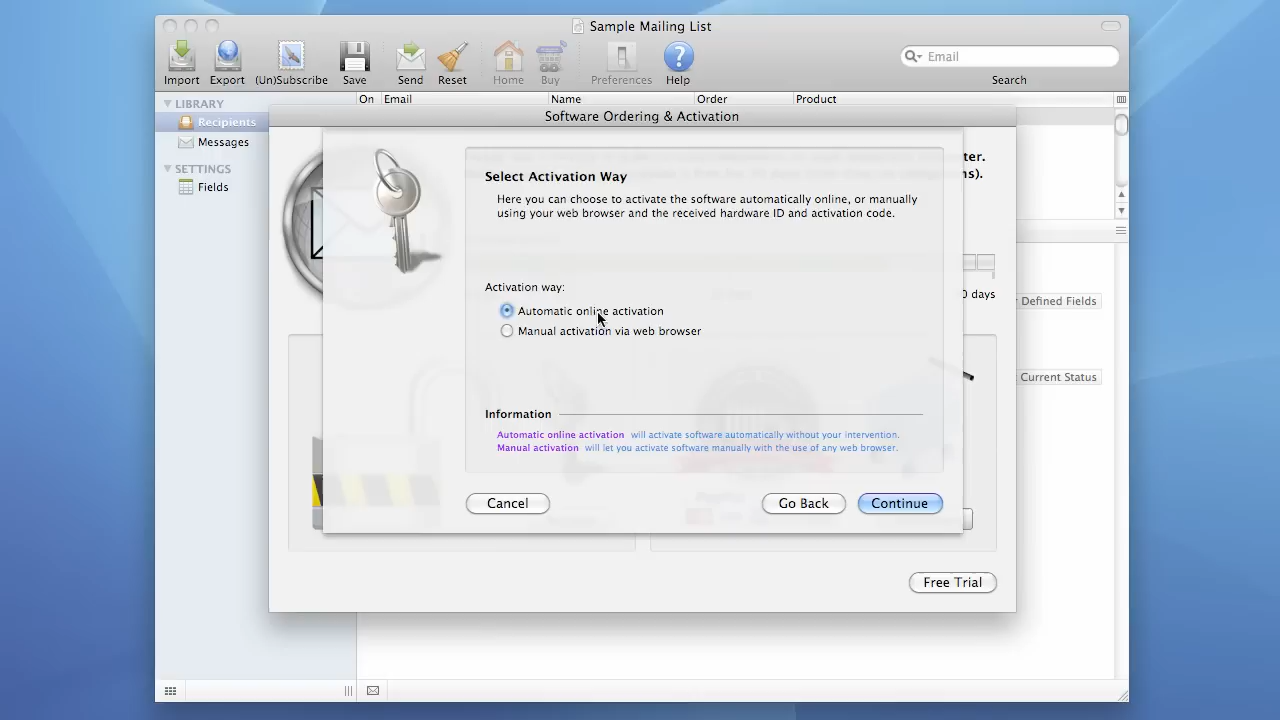 Sample Mailing List
Import
Export
(Un)Subscribe
Save
Send
Reset
Home
Buy
Preferences
Help
Email
Search
LIBRARY
Recipients
Messages
SETTINGS
Fields
On
Email
Name
Order
Product
Software Ordering & Activation
ter.
s).
Select Activation Way
Here you can choose to activate the software automatically online, or manually
using your web browser and the received hardware ID and activation code.
0 days
Defined Fields
Activation way:
Automatic online activation
Manual activation via web browser
Current Status
Information
Automatic online activation will activate software automatically without your intervention.
Manual activation will let you activate software manually with the use of any web browser.
Cancel
Go Back
Continue
Free Trial